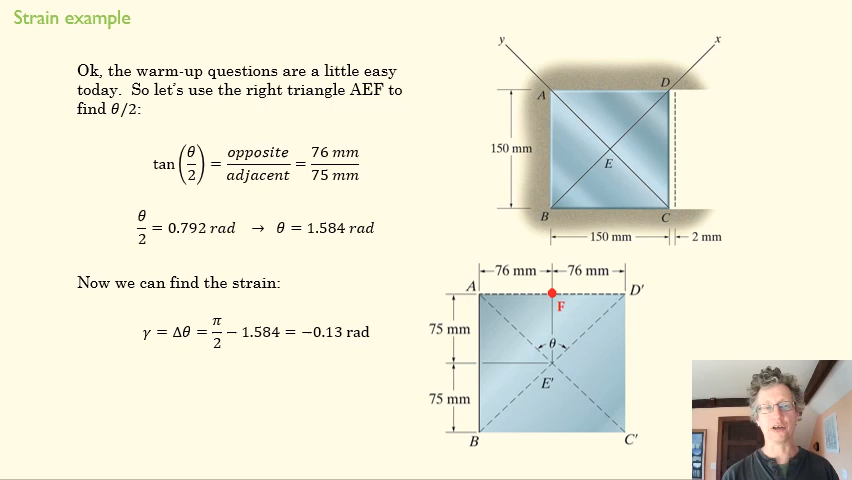 Strain example
Ok, the warm-up questions are a little easy
today. So let's use the right triangle AEF to
find θ/2:
tan(θ/2) = opposite/adjacent = 76 mm/75 mm
θ/2 = 0.792 rad → θ = 1.584 rad
Now we can find the strain:
γ = Δθ = π/2 − 1.584 = −0.13 rad
y
x
A
D
150 mm
E
B
C
150 mm
2 mm
76 mm
76 mm
A
D'
F
75 mm
θ
E'
75 mm
B
C'